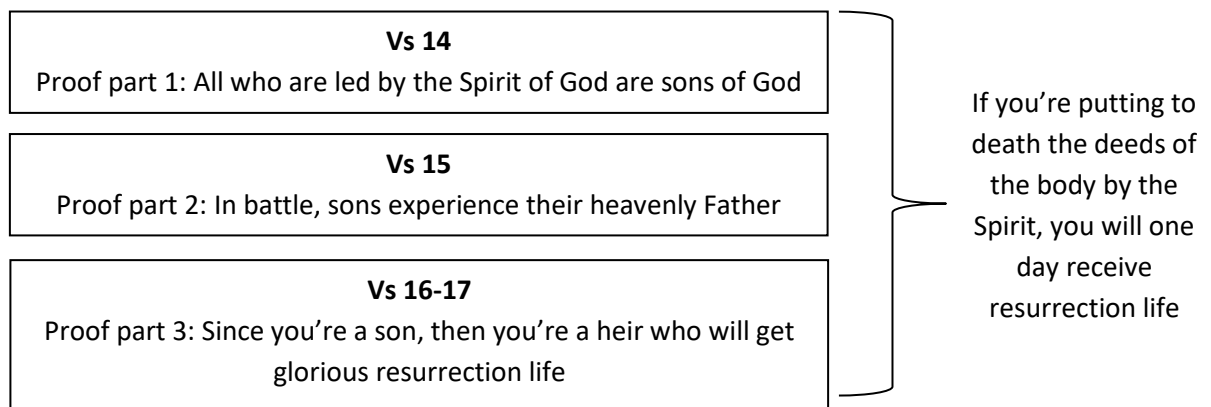 Vs 14
Proof part 1: All who are led by the Spirit of God are sons of God
Vs 15
Proof part 2: In battle, sons experience their heavenly Father
Vs 16-17
Proof part 3: Since you’re a son, then you’re a heir who will get
glorious resurrection life
If you’re putting to
death the deeds of
the body by the
Spirit, you will one
day receive
resurrection life